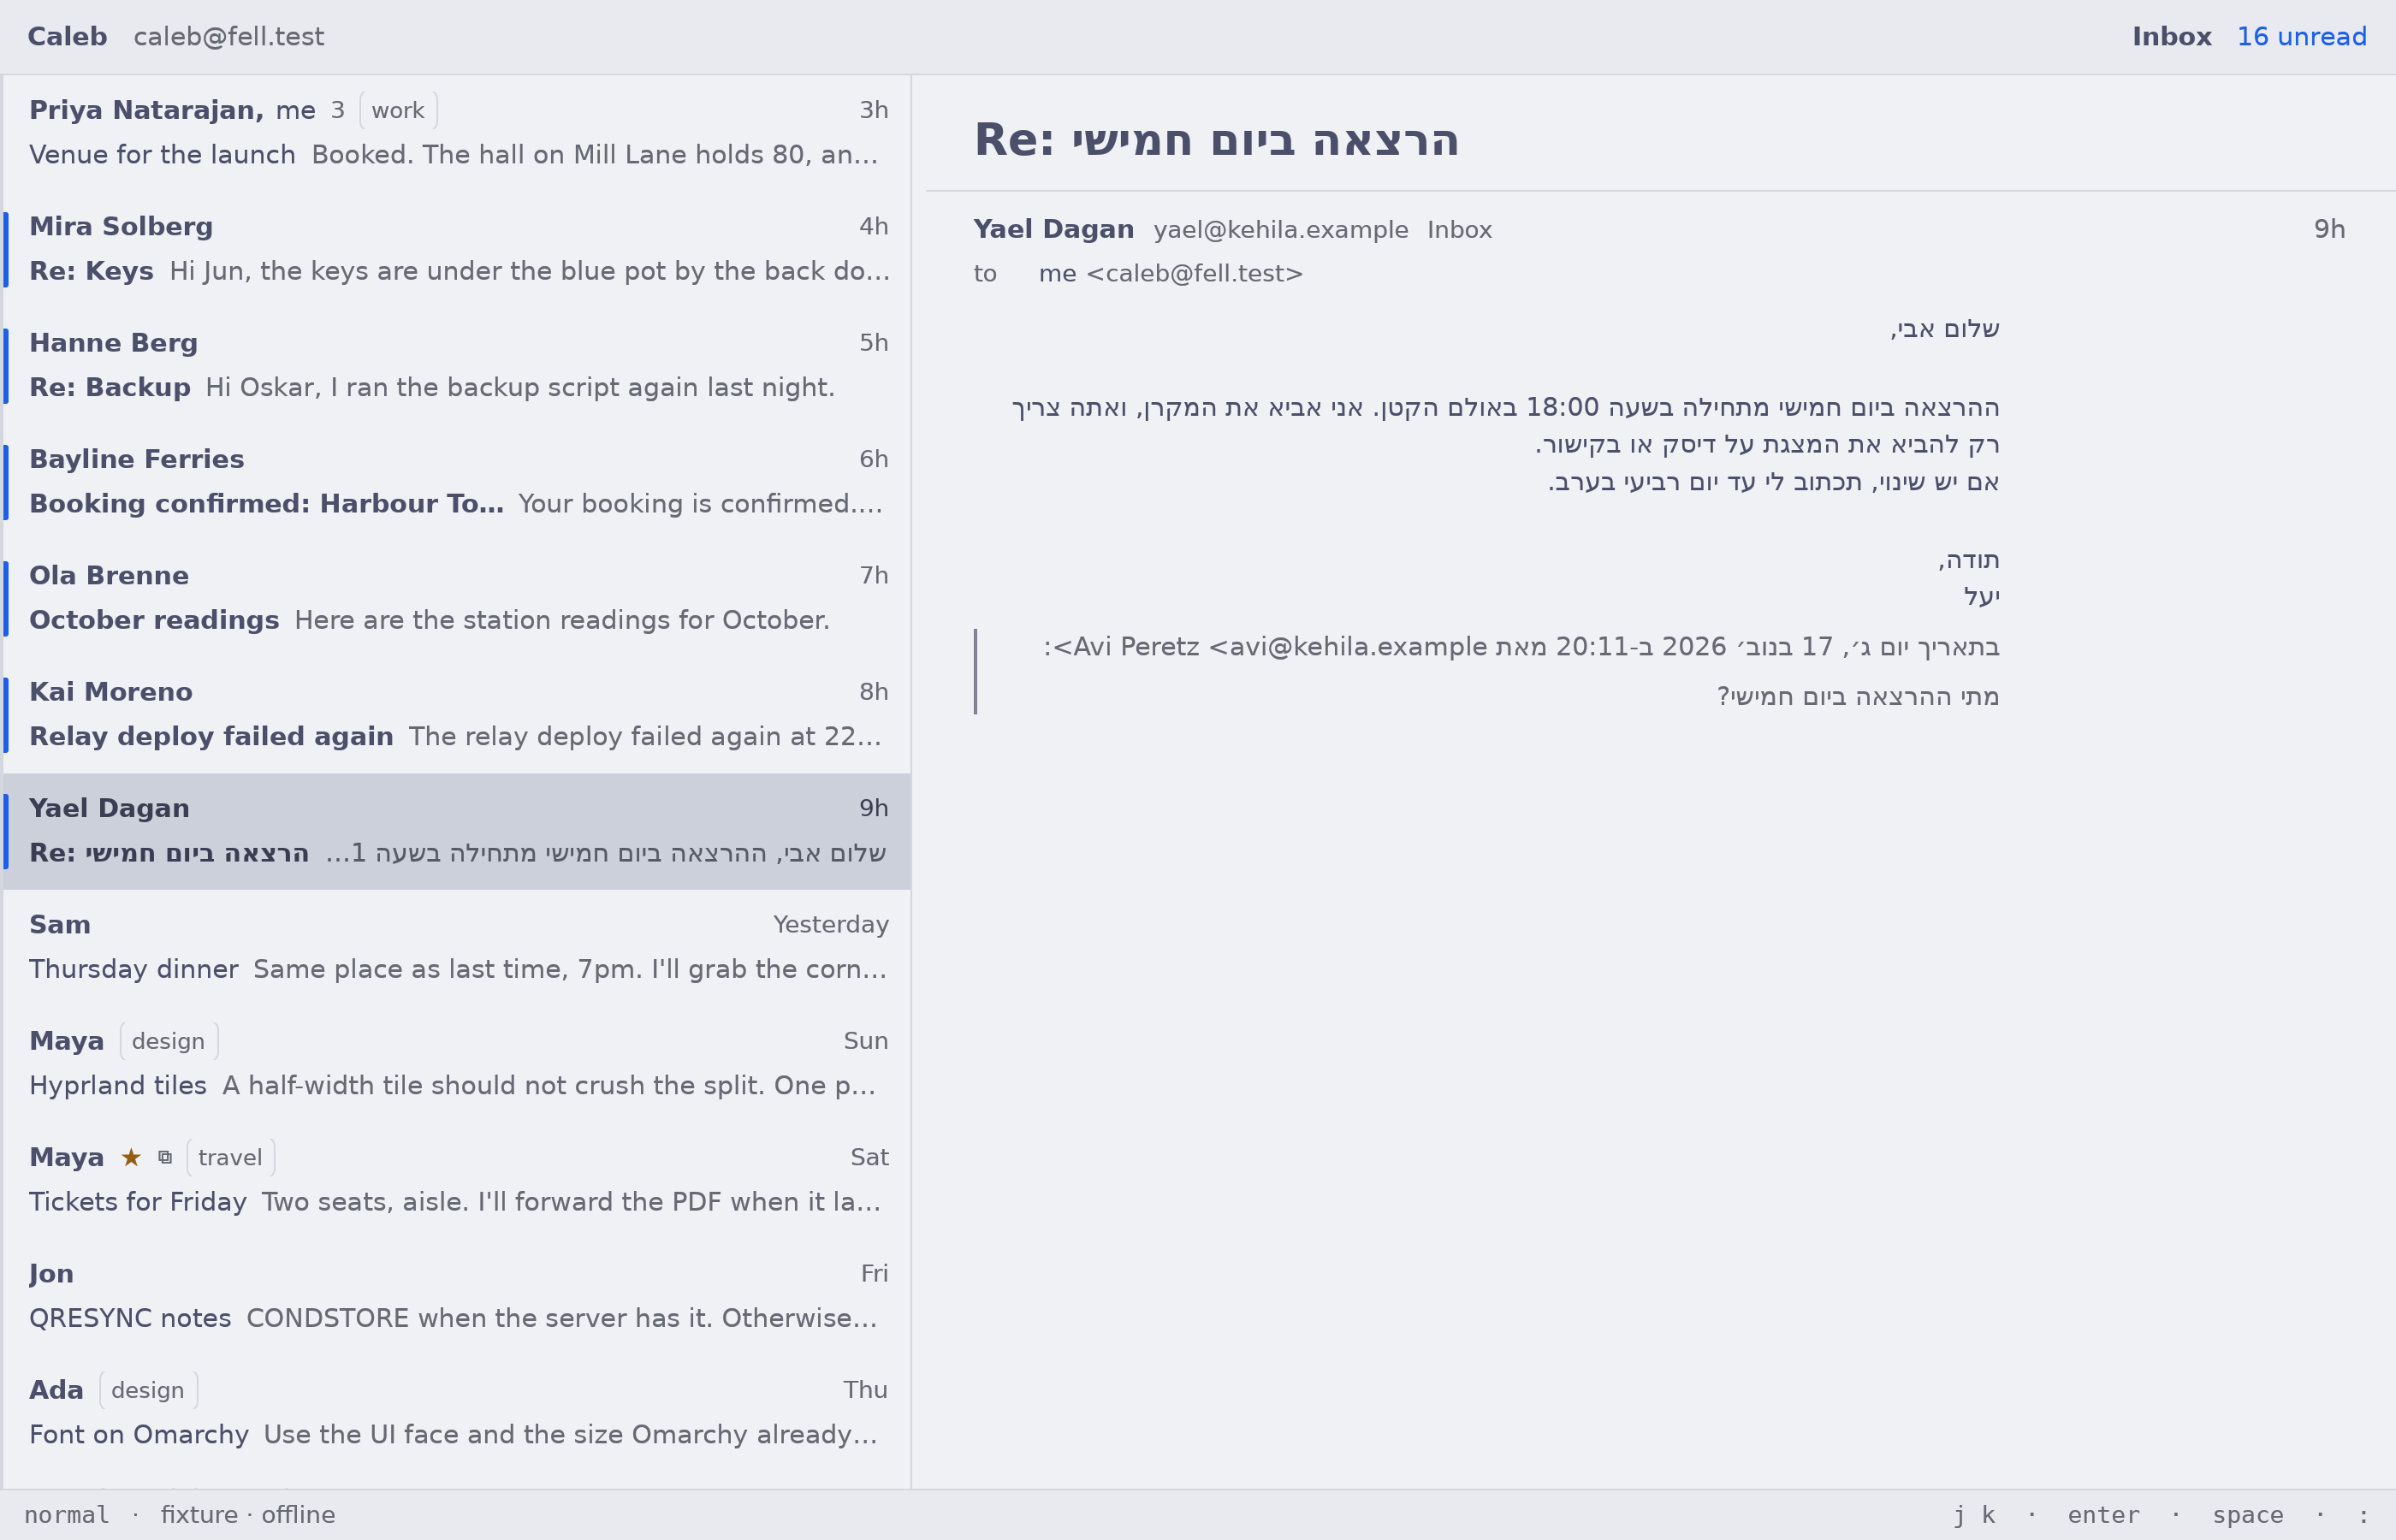 Caleb caleb@fell.test
Inbox 16 unread
Priya Natarajan, me 3 work 3h
Venue for the launch Booked. The hall on Mill Lane holds 80, an…
Mira Solberg 4h
Re: Keys Hi Jun, the keys are under the blue pot by the back do…
Hanne Berg 5h
Re: Backup Hi Oskar, I ran the backup script again last night.
Bayline Ferries 6h
Booking confirmed: Harbour To… Your booking is confirmed.…
Ola Brenne 7h
October readings Here are the station readings for October.
Kai Moreno 8h
Relay deploy failed again The relay deploy failed again at 22…
Yael Dagan 9h
Re: הרצאה ביום חמישי שלום אבי, ההרצאה ביום חמישי מתחילה בשעה 1…
Sam Yesterday
Thursday dinner Same place as last time, 7pm. I'll grab the corn…
Maya design Sun
Hyprland tiles A half-width tile should not crush the split. One p…
Maya ★ ⧉ travel Sat
Tickets for Friday Two seats, aisle. I'll forward the PDF when it la…
Jon Fri
QRESYNC notes CONDSTORE when the server has it. Otherwise…
Ada design Thu
Font on Omarchy Use the UI face and the size Omarchy already…
Re: הרצאה ביום חמישי
Yael Dagan yael@kehila.example Inbox 9h
to me <caleb@fell.test>
שלום אבי,
ההרצאה ביום חמישי מתחילה בשעה 18:00 באולם הקטן. אני אביא את המקרן, ואתה צריך
רק להביא את המצגת על דיסק או בקישור.
אם יש שינוי, תכתוב לי עד יום רביעי בערב.
תודה,
יעל
בתאריך יום ג׳, 17 בנוב׳ 2026 ב-20:11 מאת Avi Peretz <avi@kehila.example>:
מתי ההרצאה ביום חמישי?
normal · fixture · offline
j k · enter · space · :